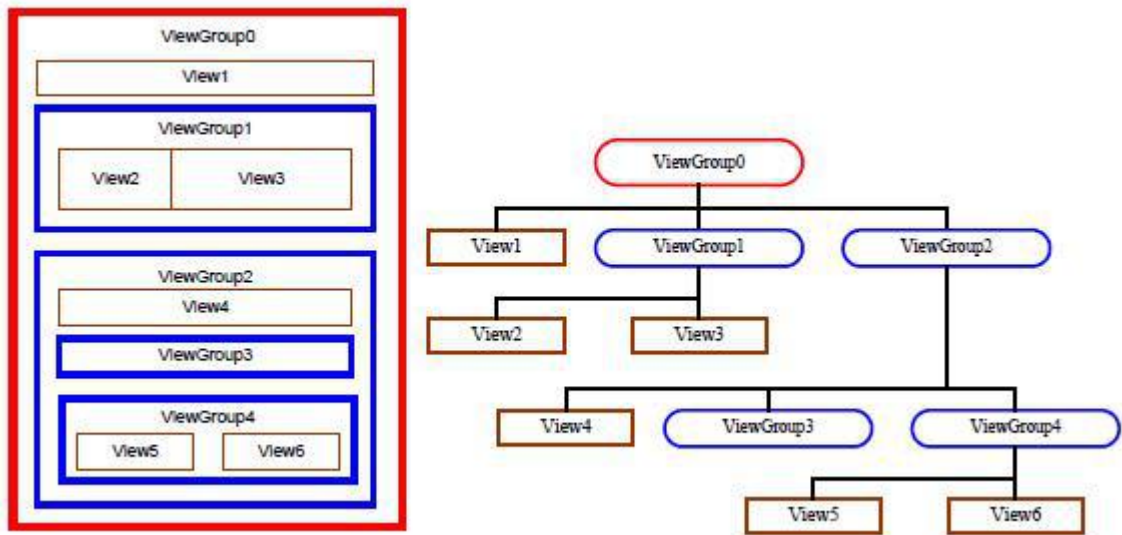 ViewGroup0
View1
ViewGroup1
View2 View3
ViewGroup2
View4
ViewGroup3
ViewGroup4
View5 View6
ViewGroup0
View1 ViewGroup1 ViewGroup2
View2 View3
View4 ViewGroup3 ViewGroup4
View5 View6